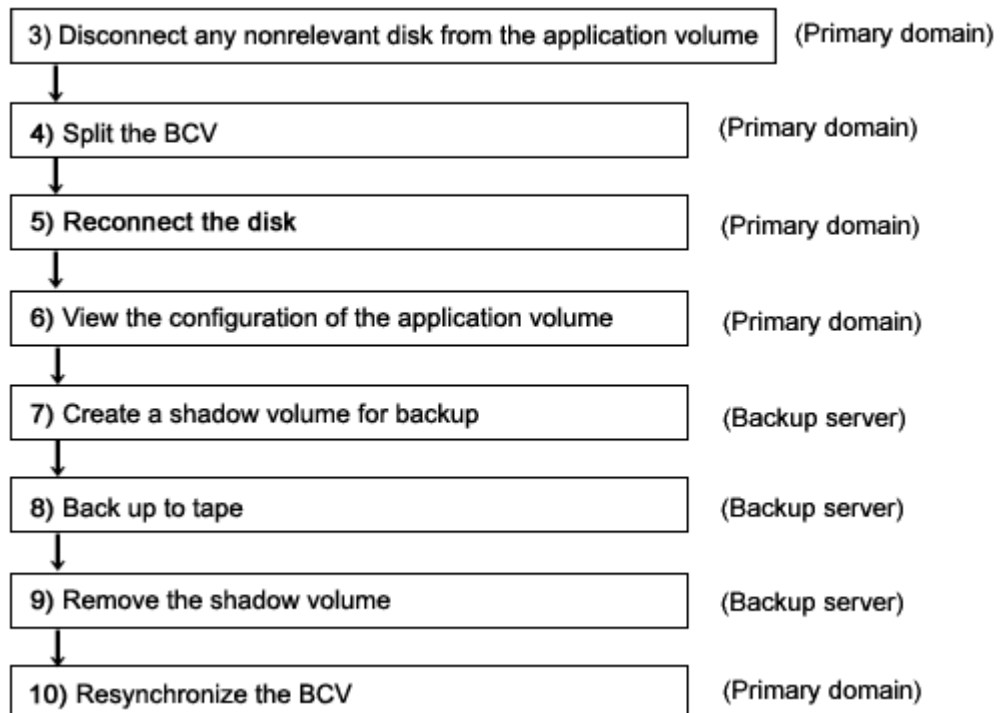 3) Disconnect any nonrelevant disk from the application volume (Primary domain)
4) Split the BCV (Primary domain)
5) Reconnect the disk (Primary domain)
6) View the configuration of the application volume (Primary domain)
7) Create a shadow volume for backup (Backup server)
8) Back up to tape (Backup server)
9) Remove the shadow volume (Backup server)
10) Resynchronize the BCV (Primary domain)